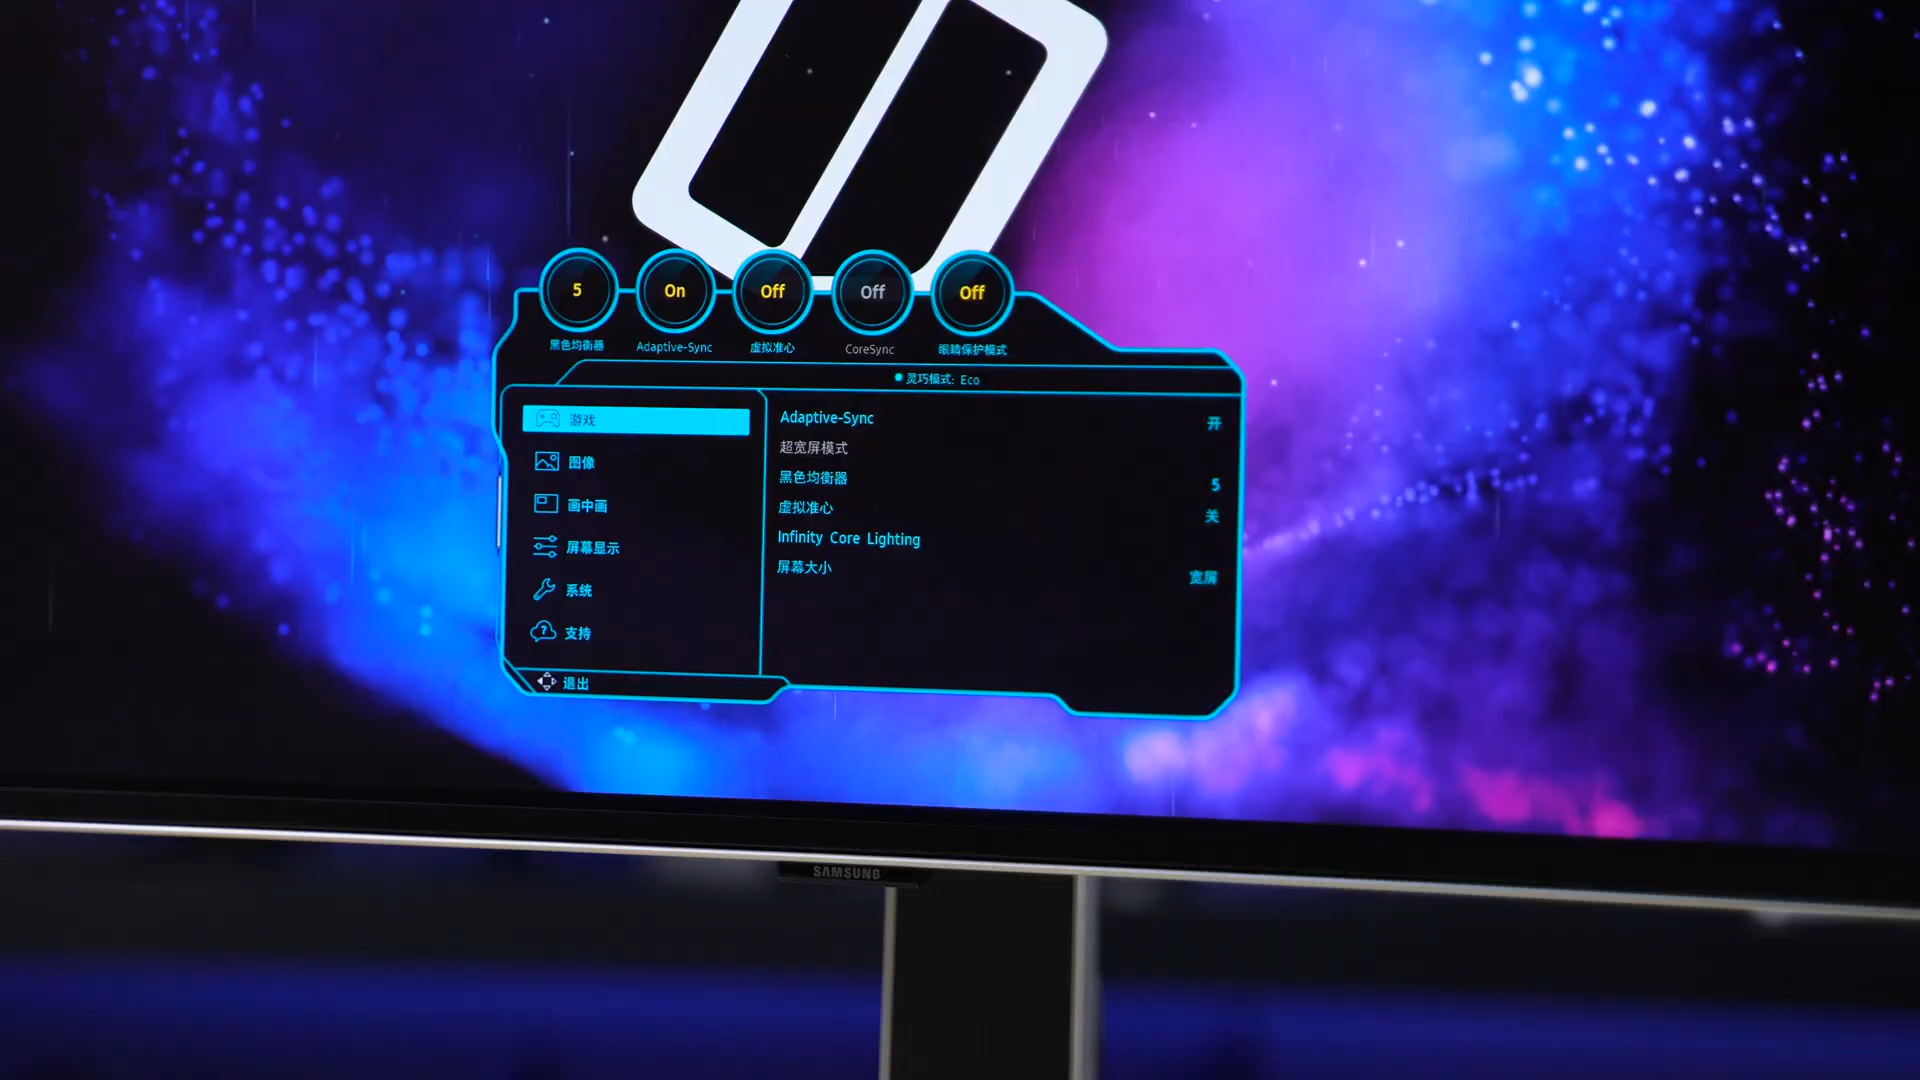 5 On Off Off Off
黑色均衡器 Adaptive-Sync 虚拟准心 CoreSync 眼睛保护模式
灵巧模式: Eco
游戏
图像
画中画
屏幕显示
系统
支持
退出
Adaptive-Sync 开
超宽屏模式
黑色均衡器 5
虚拟准心 关
Infinity Core Lighting
屏幕大小 宽屏
SAMSUNG